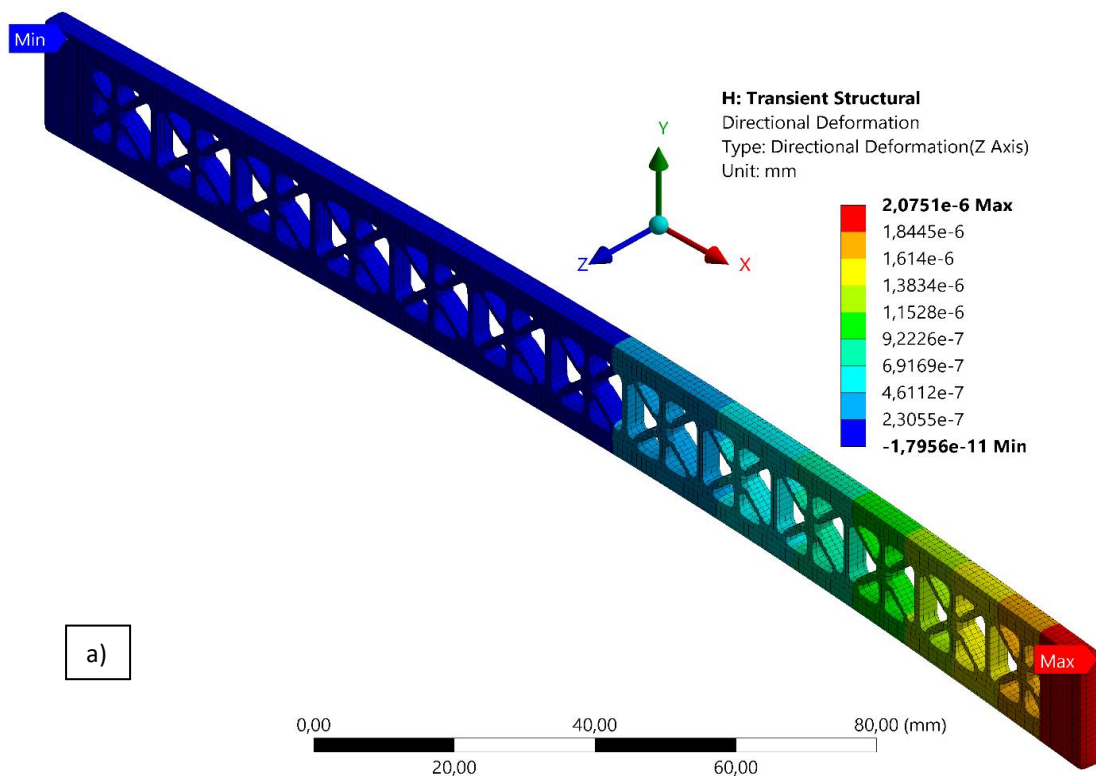 Min
H: Transient Structural
Directional Deformation
Type: Directional Deformation(Z Axis)
Unit: mm
Y
Z
X
2,0751e-6 Max
1,8445e-6
1,614e-6
1,3834e-6
1,1528e-6
9,2226e-7
6,9169e-7
4,6112e-7
2,3055e-7
-1,7956e-11 Min
a)
Max
0,00 40,00 80,00 (mm)
20,00 60,00